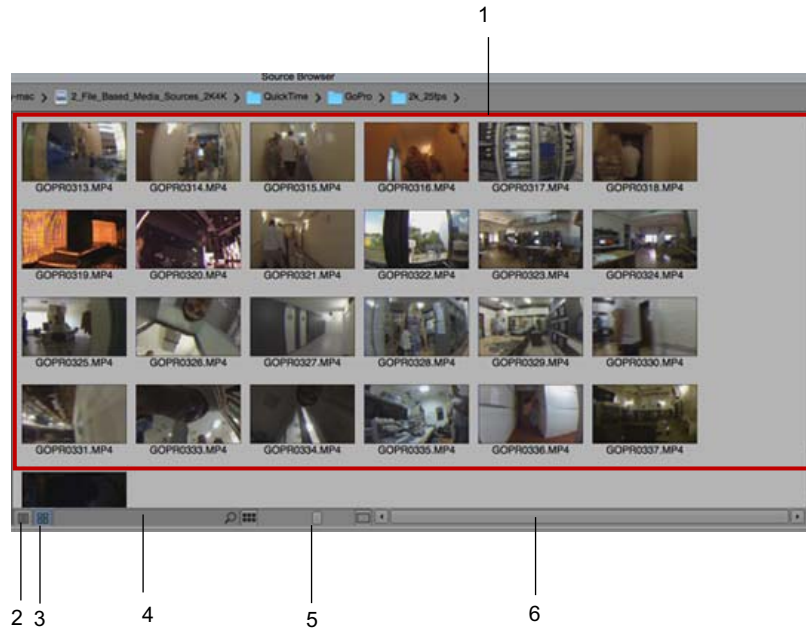 1
Source Browser
-mac > 2_File_Based_Media_Sources_2K4K > QuickTime > GoPro > 2k_25fps >
GOPR0313.MP4 GOPR0314.MP4 GOPR0315.MP4 GOPR0316.MP4 GOPR0317.MP4 GOPR0318.MP4
GOPR0319.MP4 GOPR0320.MP4 GOPR0321.MP4 GOPR0322.MP4 GOPR0323.MP4 GOPR0324.MP4
GOPR0325.MP4 GOPR0326.MP4 GOPR0327.MP4 GOPR0328.MP4 GOPR0329.MP4 GOPR0330.MP4
GOPR0331.MP4 GOPR0333.MP4 GOPR0334.MP4 GOPR0335.MP4 GOPR0336.MP4 GOPR0337.MP4
2 3 4 5 6